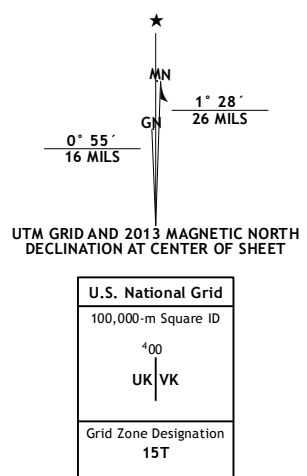 ★
MN
1° 28´
26 MILS
GN
0° 55´
16 MILS
UTM GRID AND 2013 MAGNETIC NORTH
DECLINATION AT CENTER OF SHEET
U.S. National Grid
100,000-m Square ID
⁴00
UK VK
Grid Zone Designation
15T